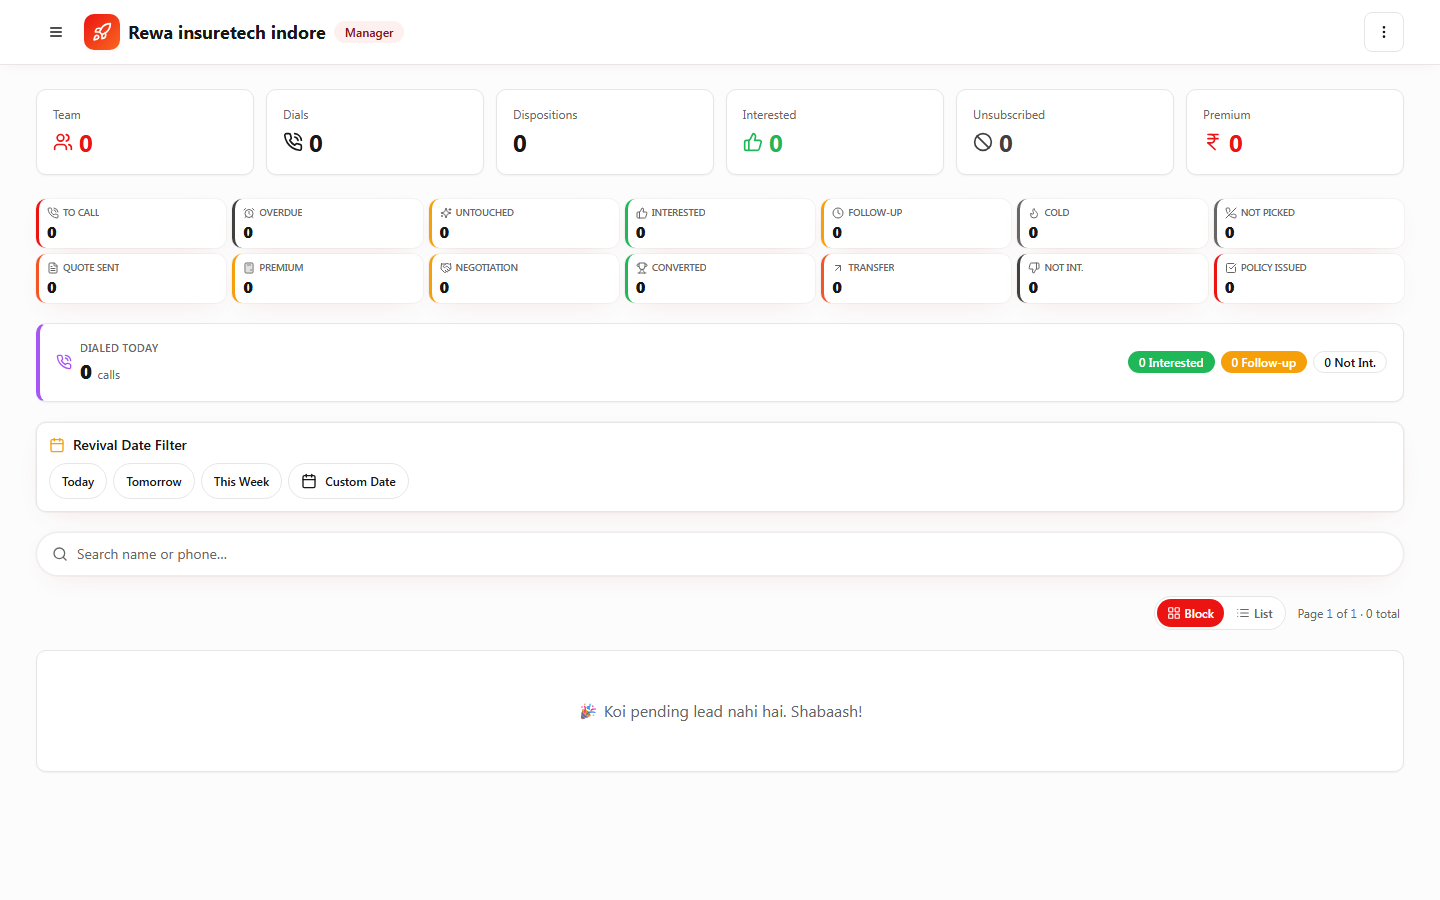 Rewa insuretech indore Manager
Team
0
Dials
0
Dispositions
0
Interested
0
Unsubscribed
0
Premium
₹ 0
TO CALL
0
OVERDUE
0
UNTOUCHED
0
INTERESTED
0
FOLLOW-UP
0
COLD
0
NOT PICKED
0
QUOTE SENT
0
PREMIUM
0
NEGOTIATION
0
CONVERTED
0
TRANSFER
0
NOT INT.
0
POLICY ISSUED
0
DIALED TODAY
0 calls
0 Interested 0 Follow-up 0 Not Int.
Revival Date Filter
Today Tomorrow This Week Custom Date
Search name or phone...
Block List Page 1 of 1 · 0 total
🎉 Koi pending lead nahi hai. Shabaash!